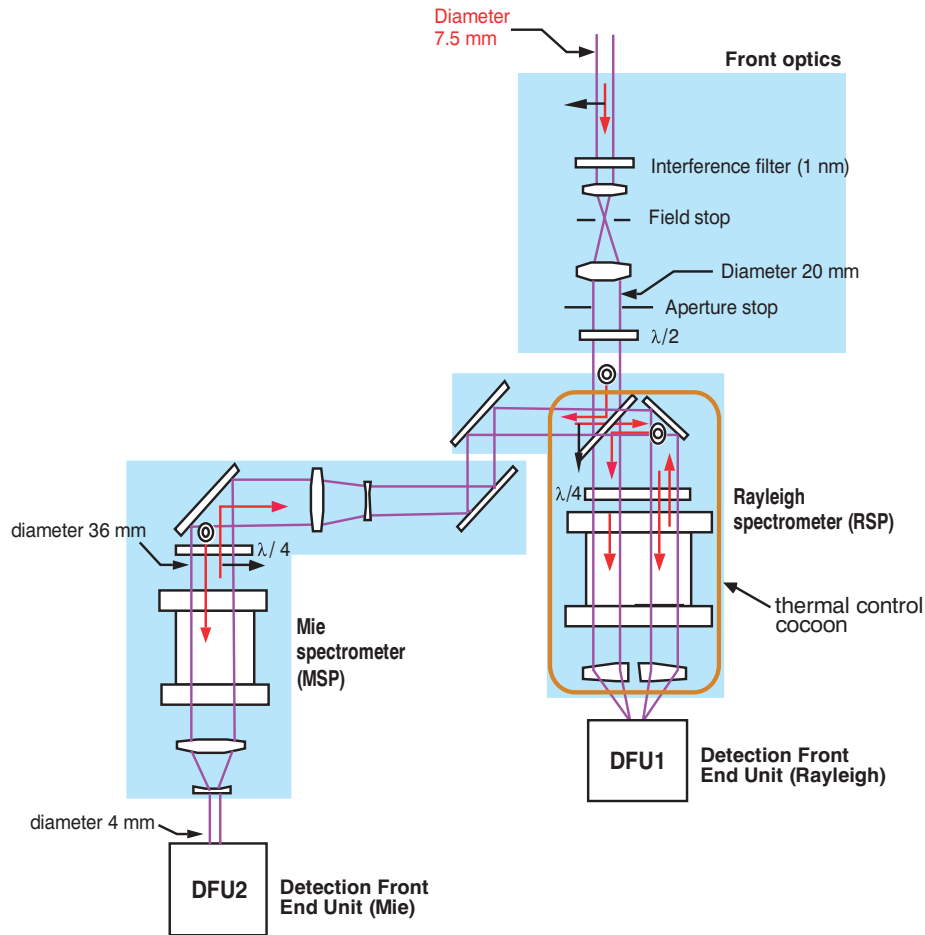 Diameter
7.5 mm
Front optics
Interference filter (1 nm)
Field stop
Diameter 20 mm
Aperture stop
λ/2
λ/4
Rayleigh
spectrometer (RSP)
diameter 36 mm
λ/ 4
thermal control
cocoon
Mie
spectrometer
(MSP)
DFU1
Detection Front
End Unit (Rayleigh)
diameter 4 mm
DFU2
Detection Front
End Unit (Mie)